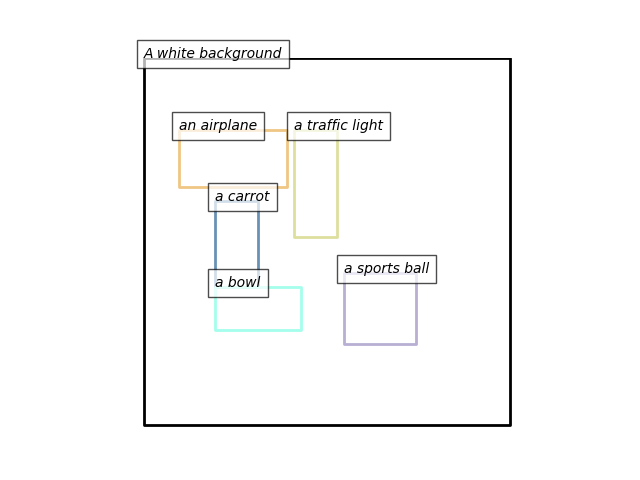 A white background
an airplane
a traffic light
a carrot
a sports ball
a bowl